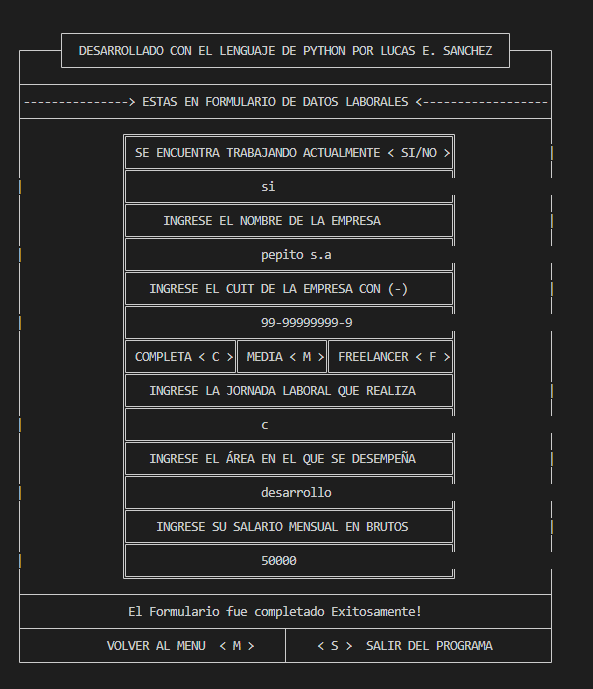 DESARROLLADO CON EL LENGUAJE DE PYTHON POR LUCAS E. SANCHEZ
---------------> ESTAS EN FORMULARIO DE DATOS LABORALES <------------------
SE ENCUENTRA TRABAJANDO ACTUALMENTE < SI/NO >
si
INGRESE EL NOMBRE DE LA EMPRESA
pepito s.a
INGRESE EL CUIT DE LA EMPRESA CON (-)
99-99999999-9
COMPLETA < C > MEDIA < M > FREELANCER < F >
INGRESE LA JORNADA LABORAL QUE REALIZA
c
INGRESE EL ÁREA EN EL QUE SE DESEMPEÑA
desarrollo
INGRESE SU SALARIO MENSUAL EN BRUTOS
50000
El Formulario fue completado Exitosamente!
VOLVER AL MENU < M > < S > SALIR DEL PROGRAMA